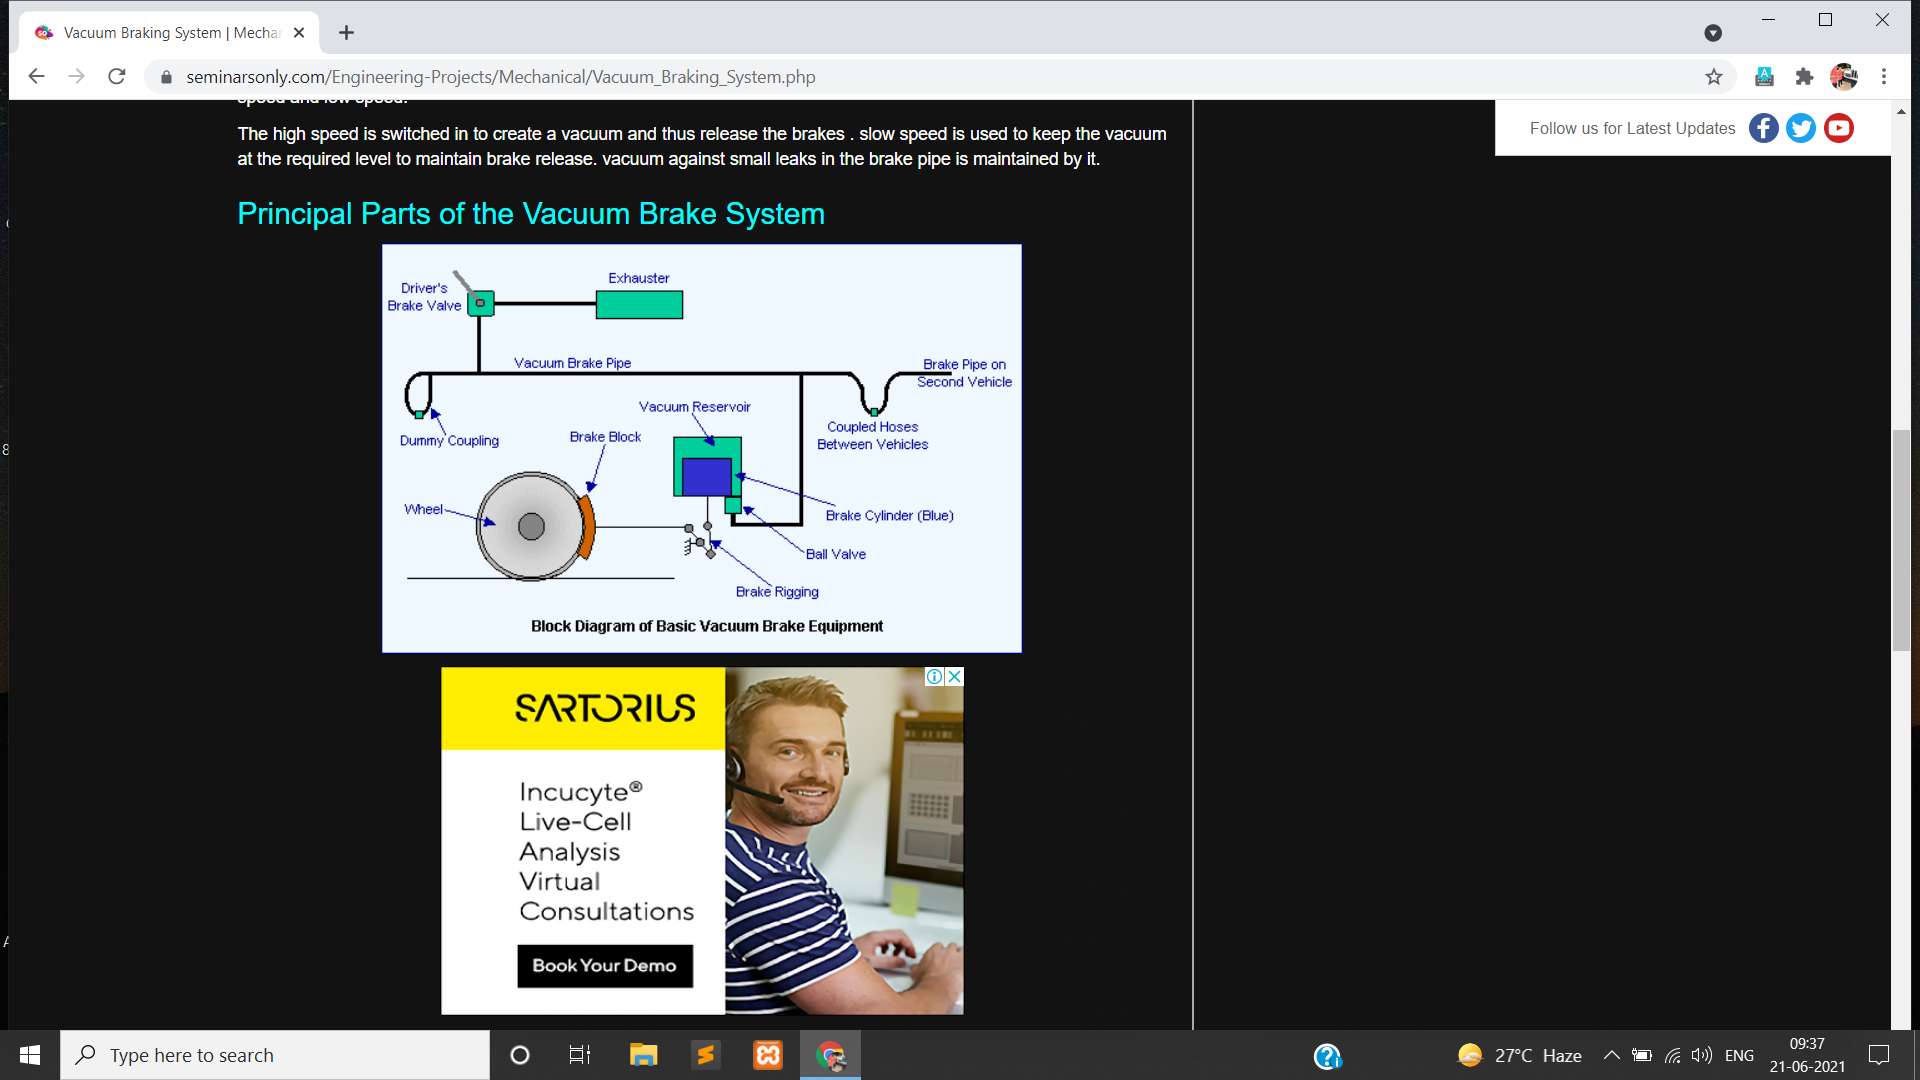 Vacuum Braking System | Mechan
seminarsonly.com/Engineering-Projects/Mechanical/Vacuum_Braking_System.php
speed and low speed.
The high speed is switched in to create a vacuum and thus release the brakes . slow speed is used to keep the vacuum
at the required level to maintain brake release. vacuum against small leaks in the brake pipe is maintained by it.
Follow us for Latest Updates
Principal Parts of the Vacuum Brake System
Driver's
Brake Valve
Exhauster
Vacuum Brake Pipe
Brake Pipe on
Second Vehicle
Vacuum Reservoir
Dummy Coupling
Brake Block
Coupled Hoses
Between Vehicles
Wheel
Brake Cylinder (Blue)
Ball Valve
Brake Rigging
Block Diagram of Basic Vacuum Brake Equipment
SARTORIUS
Incucyte®
Live-Cell
Analysis
Virtual
Consultations
Book Your Demo
Type here to search
27°C Haze
ENG
09:37
21-06-2021